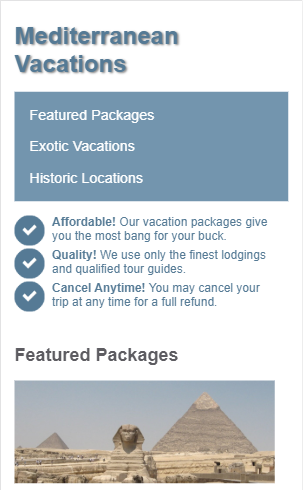 Mediterranean
Vacations
Featured Packages
Exotic Vacations
Historic Locations
Affordable! Our vacation packages give
you the most bang for your buck.
Quality! We use only the finest lodgings
and qualified tour guides.
Cancel Anytime! You may cancel your
trip at any time for a full refund.
Featured Packages